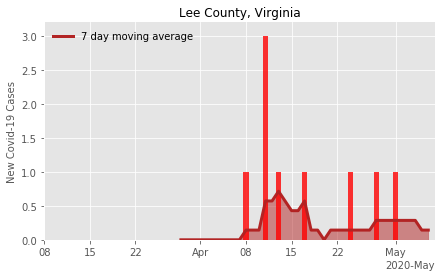 Lee County, Virginia
7 day moving average
New Covid-19 Cases
3.0
2.5
2.0
1.5
1.0
0.5
0.0
08 15 22 Apr 08 15 22 May
2020-May